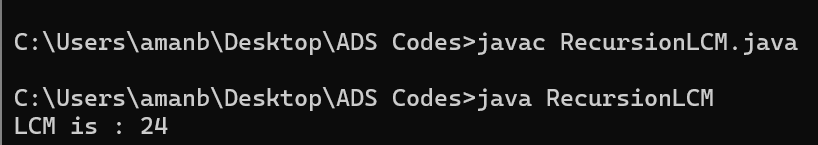 C:\Users\amanb\Desktop\ADS Codes>javac RecursionLCM.java
C:\Users\amanb\Desktop\ADS Codes>java RecursionLCM
LCM is : 24